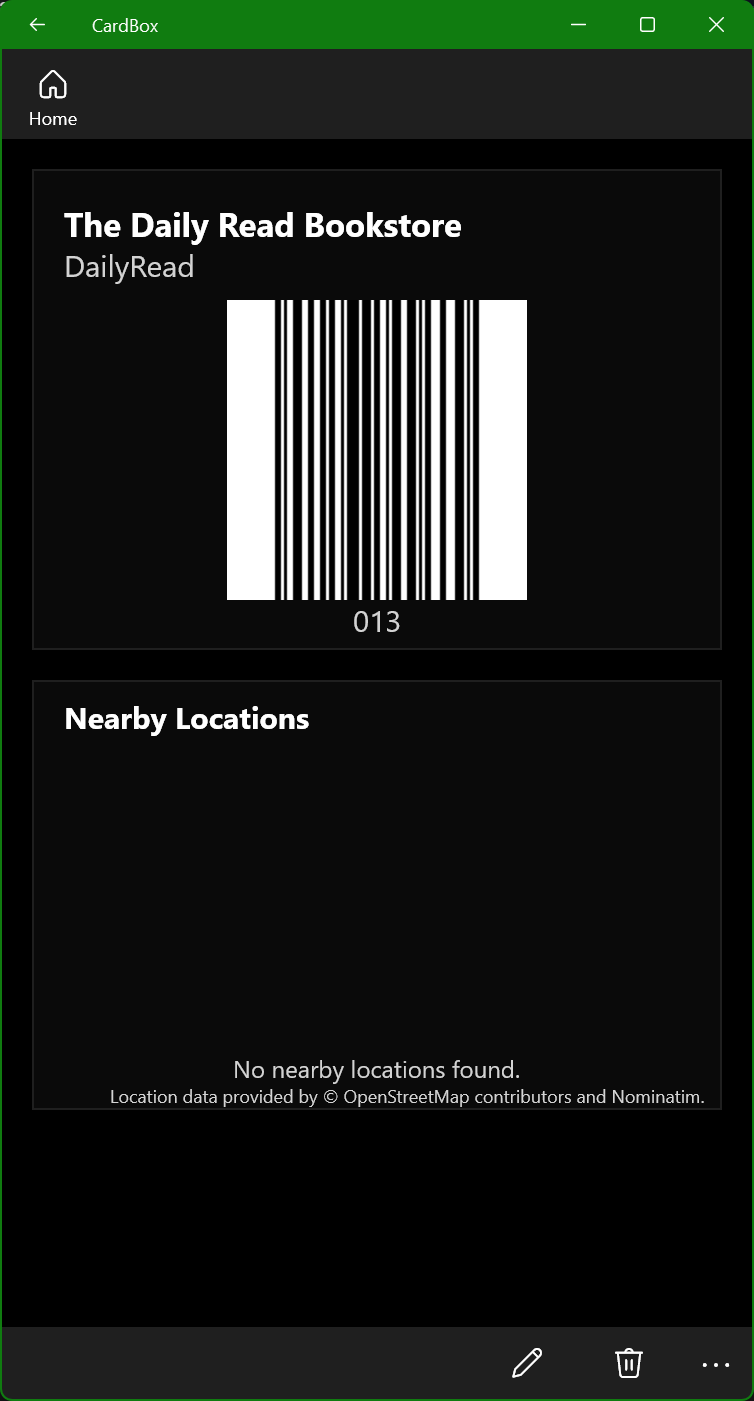 CardBox
Home
The Daily Read Bookstore
DailyRead
013
Nearby Locations
No nearby locations found.
Location data provided by © OpenStreetMap contributors and Nominatim.